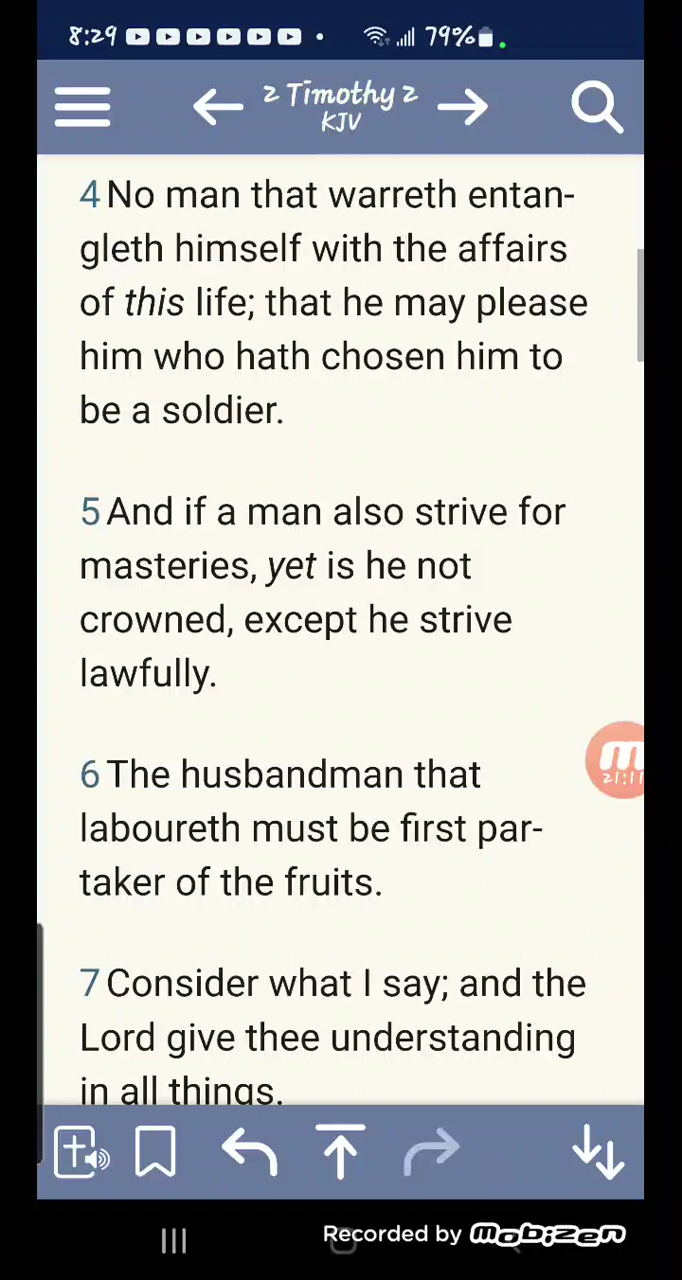 8:29 79%
2 Timothy 2
KJV
4 No man that warreth entan-
gleth himself with the affairs
of this life; that he may please
him who hath chosen him to
be a soldier.
5 And if a man also strive for
masteries, yet is he not
crowned, except he strive
lawfully.
6 The husbandman that
laboureth must be first par-
taker of the fruits.
7 Consider what I say; and the
Lord give thee understanding
in all things.
21:11
Recorded by mobizen